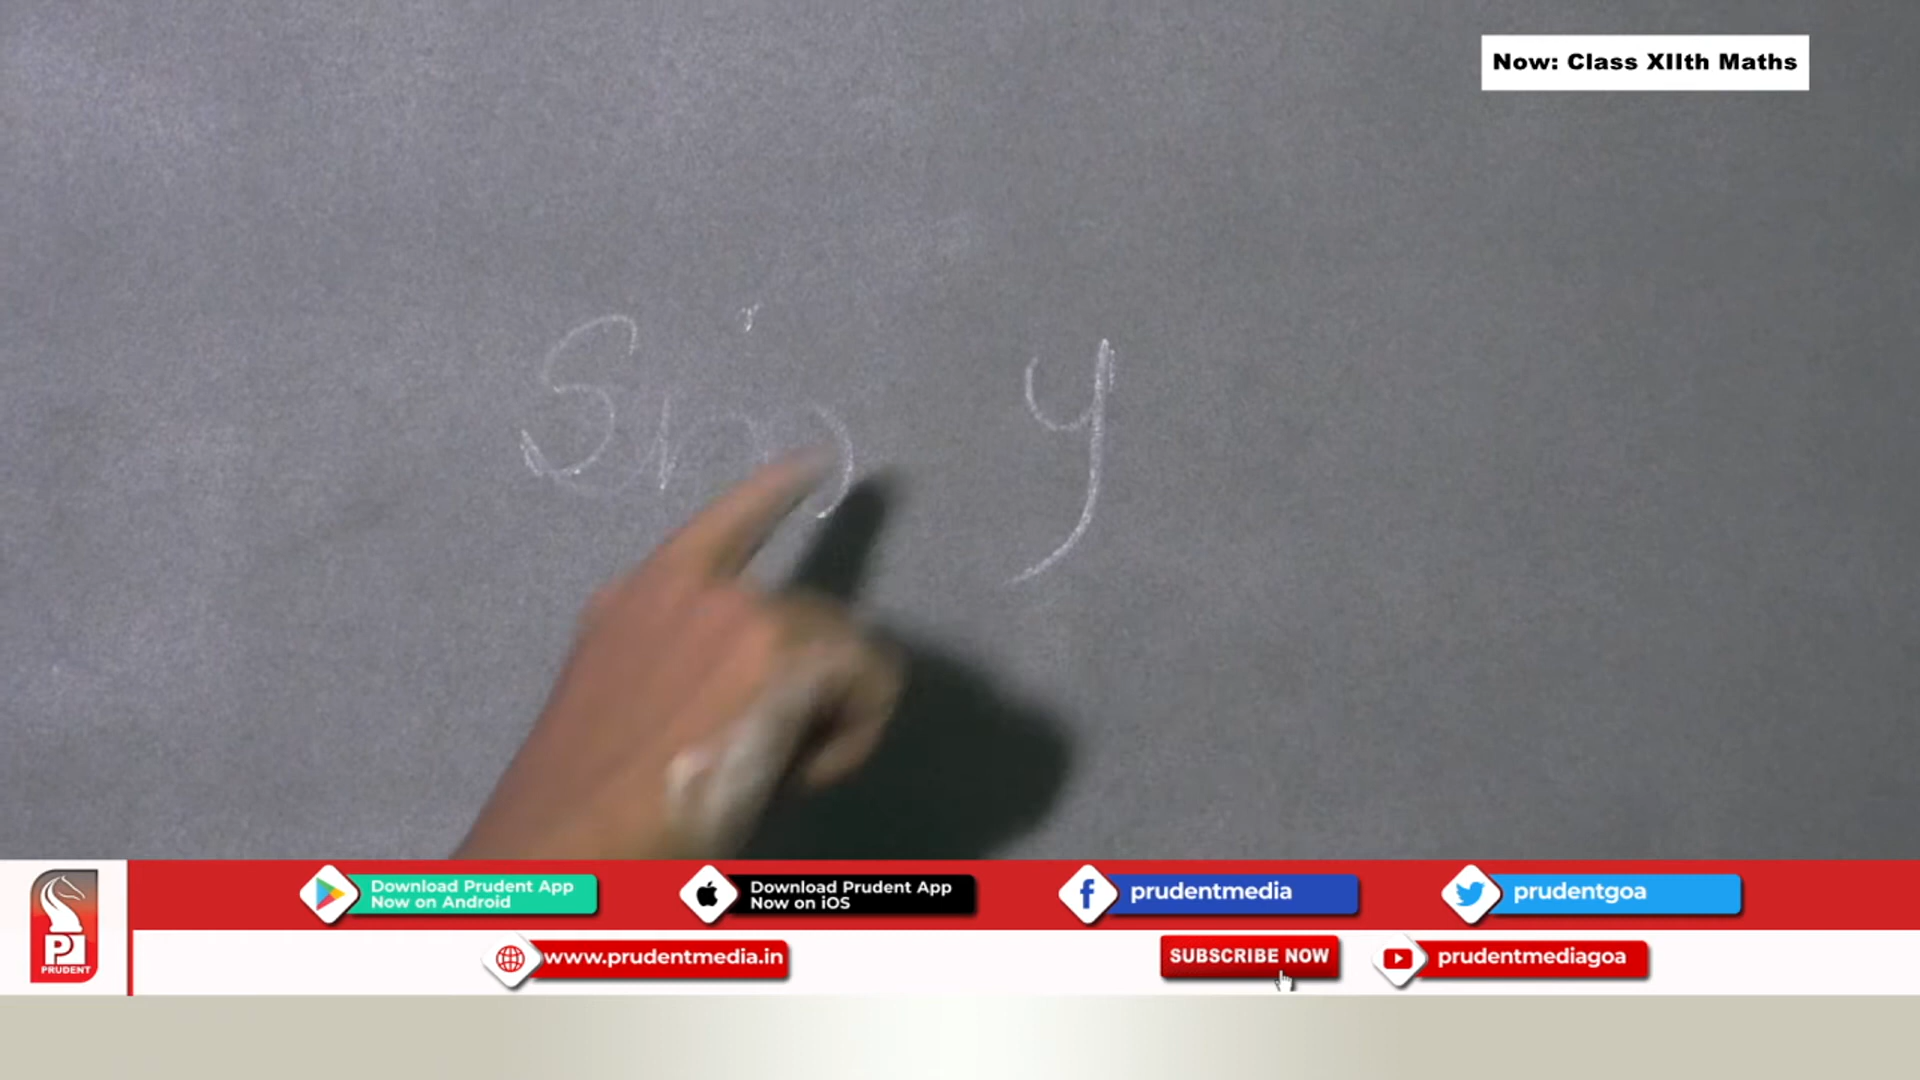 Now: Class XIIth Maths
Sin y
Download Prudent App
Now on Android
Download Prudent App
Now on iOS
prudentmedia
prudentgoa
PRUDENT
www.prudentmedia.in
SUBSCRIBE NOW
prudentmediagoa